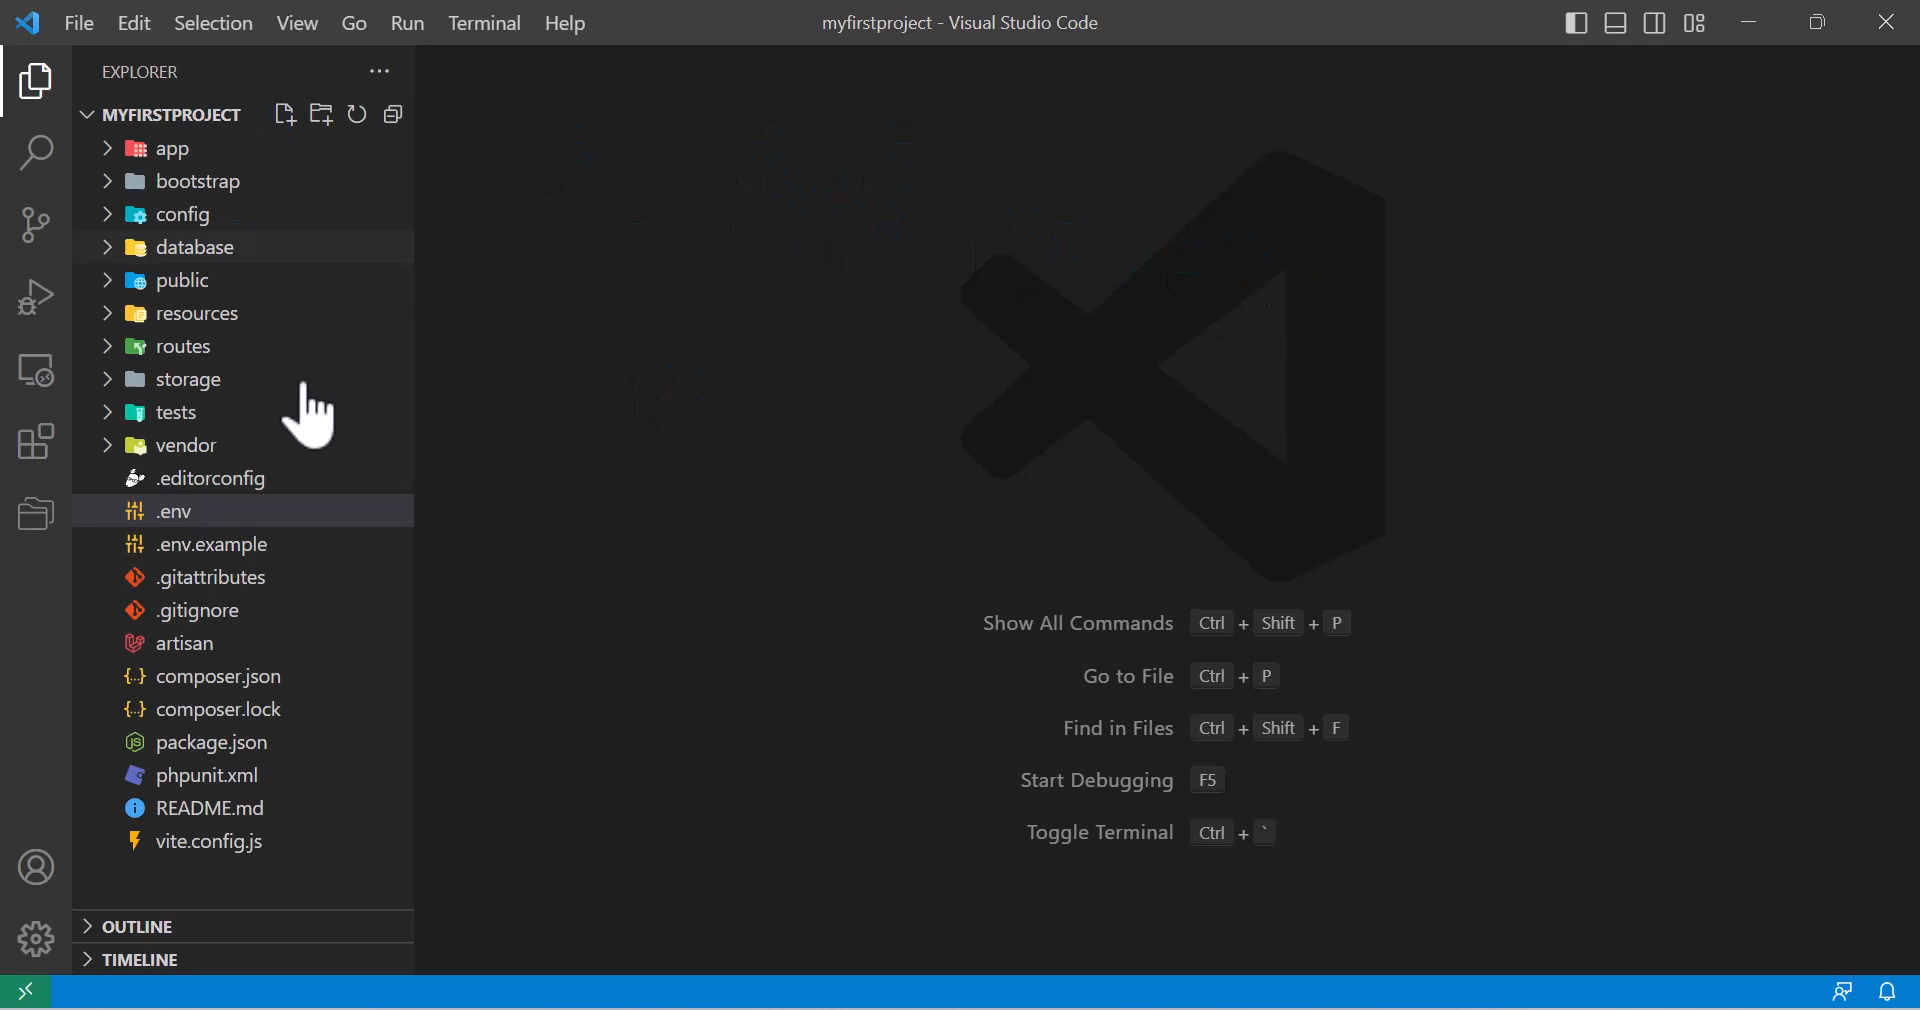 File Edit Selection View Go Run Terminal Help myfirstproject - Visual Studio Code
EXPLORER
MYFIRSTPROJECT
app
bootstrap
config
database
public
resources
routes
storage
tests
vendor
.editorconfig
.env
.env.example
.gitattributes
.gitignore
artisan
composer.json
composer.lock
package.json
phpunit.xml
README.md
vite.config.js
OUTLINE
TIMELINE
Show All Commands Ctrl + Shift + P
Go to File Ctrl + P
Find in Files Ctrl + Shift + F
Start Debugging F5
Toggle Terminal Ctrl + `